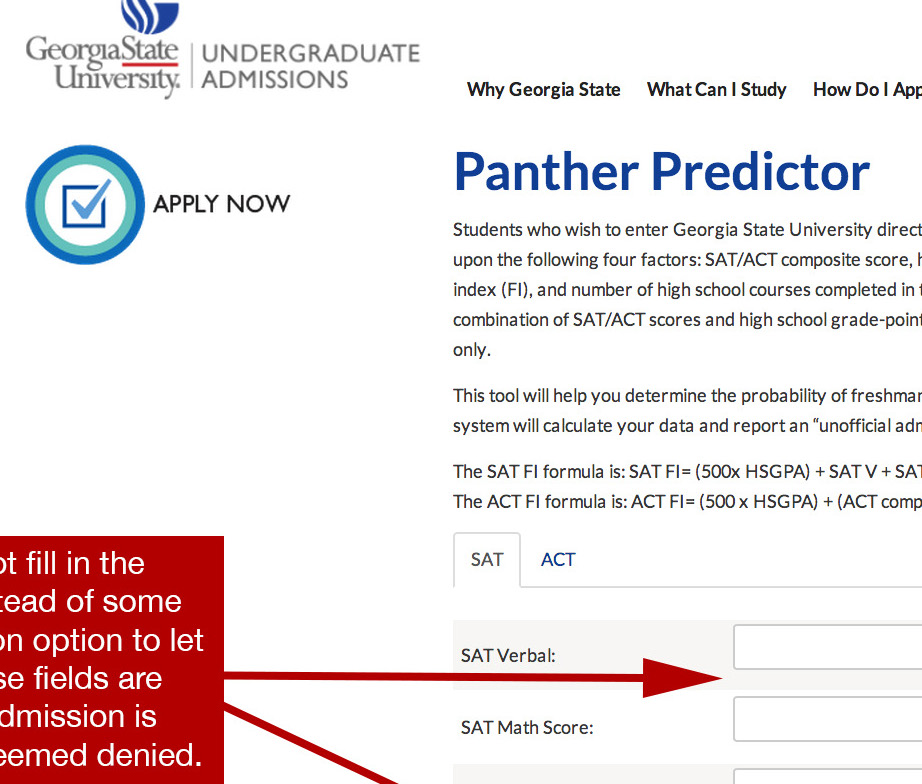 GeorgiaState
University.
UNDERGRADUATE
ADMISSIONS
Why Georgia State What Can I Study How Do I App
APPLY NOW
Panther Predictor
Students who wish to enter Georgia State University direct
upon the following four factors: SAT/ACT composite score, h
index (FI), and number of high school courses completed in t
combination of SAT/ACT scores and high school grade-point
only.
This tool will help you determine the probability of freshman
system will calculate your data and report an “unofficial adm
The SAT FI formula is: SAT FI= (500x HSGPA) + SAT V + SAT
The ACT FI formula is: ACT FI= (500 x HSGPA) + (ACT comp
SAT ACT
SAT Verbal:
SAT Math Score:
ot fill in the
tead of some
on option to let
se fields are
dmission is
eemed denied.